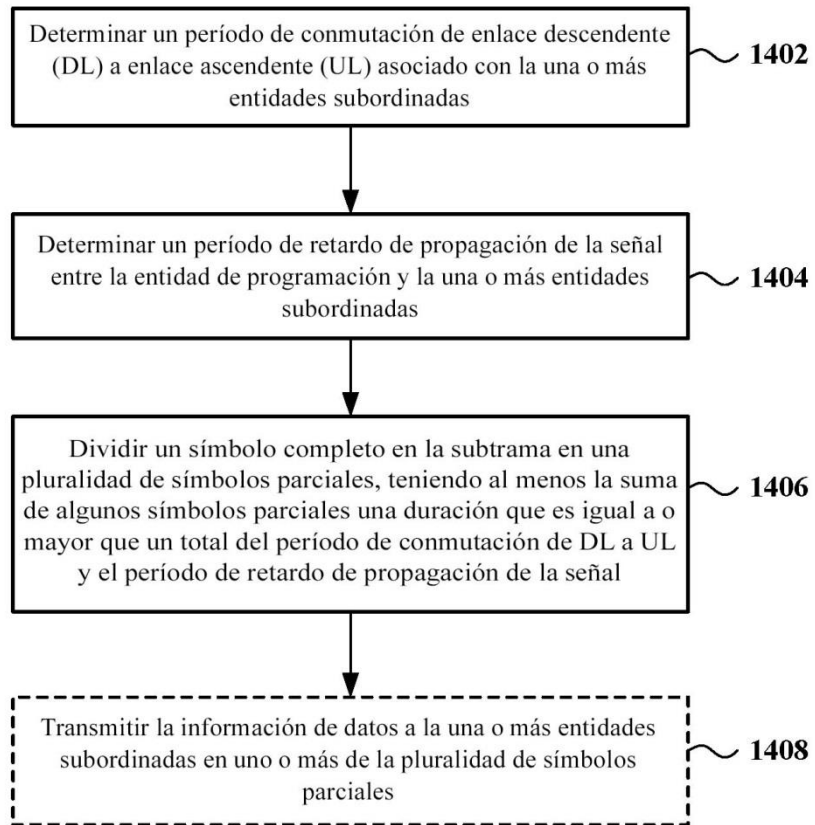 Determinar un período de conmutación de enlace descendente
(DL) a enlace ascendente (UL) asociado con la una o más
entidades subordinadas
1402
Determinar un período de retardo de propagación de la señal
entre la entidad de programación y la una o más entidades
subordinadas
1404
Dividir un símbolo completo en la subtrama en una
pluralidad de símbolos parciales, teniendo al menos la suma
de algunos símbolos parciales una duración que es igual a o
mayor que un total del período de conmutación de DL a UL
y el período de retardo de propagación de la señal
1406
Transmitir la información de datos a la una o más entidades
subordinadas en uno o más de la pluralidad de símbolos
parciales
1408